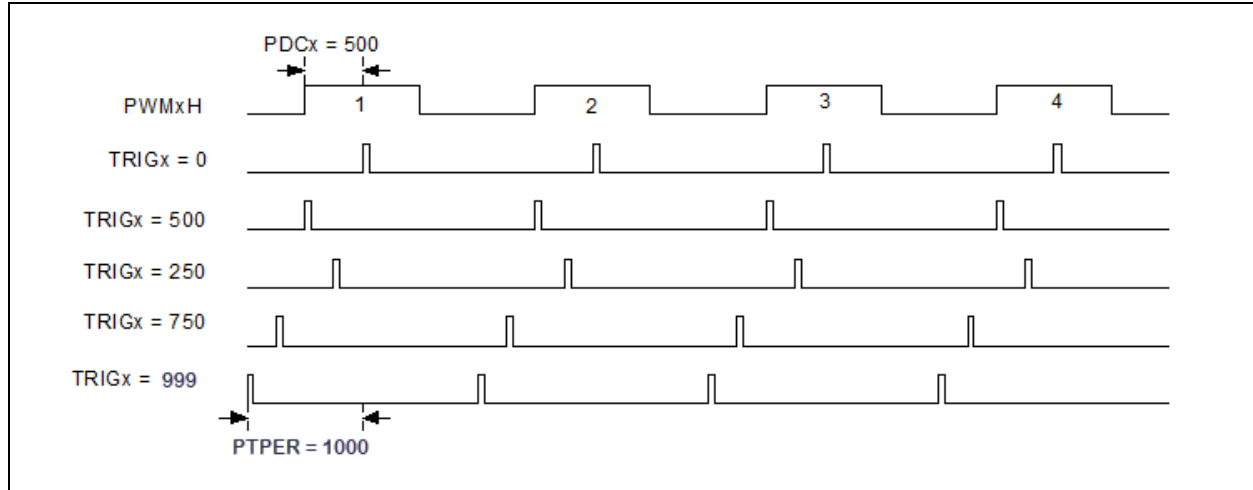 PDCx = 500
PWMxH
1
2
3
4
TRIGx = 0
TRIGx = 500
TRIGx = 250
TRIGx = 750
TRIGx = 999
PTPER = 1000